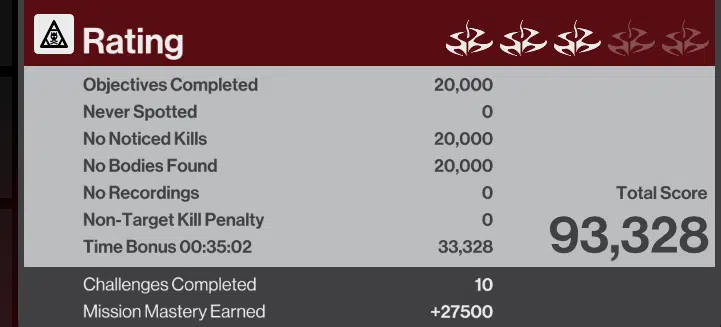 Rating
Objectives Completed 20,000
Never Spotted 0
No Noticed Kills 20,000
No Bodies Found 20,000
No Recordings 0
Total Score
Non-Target Kill Penalty 0
93,328
Time Bonus 00:35:02 33,328
Challenges Completed 10
Mission Mastery Earned +27500